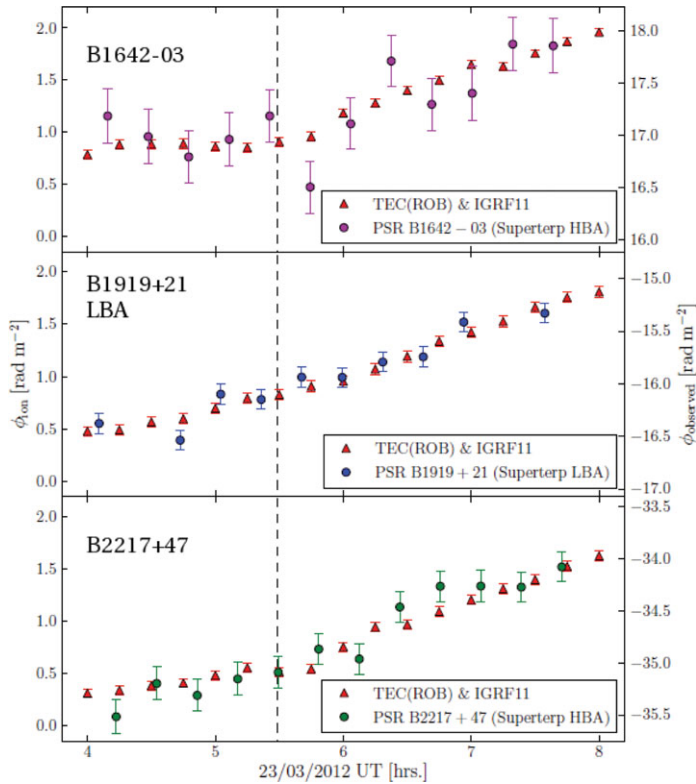 B1642-03
2.0
1.5
1.0
0.5
0.0
18.0
17.5
17.0
16.5
16.0
TEC(ROB) & IGRF11
PSR B1642 − 03 (Superterp HBA)
B1919+21
LBA
2.0
1.5
1.0
0.5
0.0
−15.0
−15.5
−16.0
−16.5
−17.0
ϕion [rad m⁻²]
ϕobserved [rad m⁻²]
TEC(ROB) & IGRF11
PSR B1919 + 21 (Superterp LBA)
B2217+47
2.0
1.5
1.0
0.5
0.0
−33.5
−34.0
−34.5
−35.0
−35.5
TEC(ROB) & IGRF11
PSR B2217 + 47 (Superterp HBA)
4 5 6 7 8
23/03/2012 UT [hrs.]